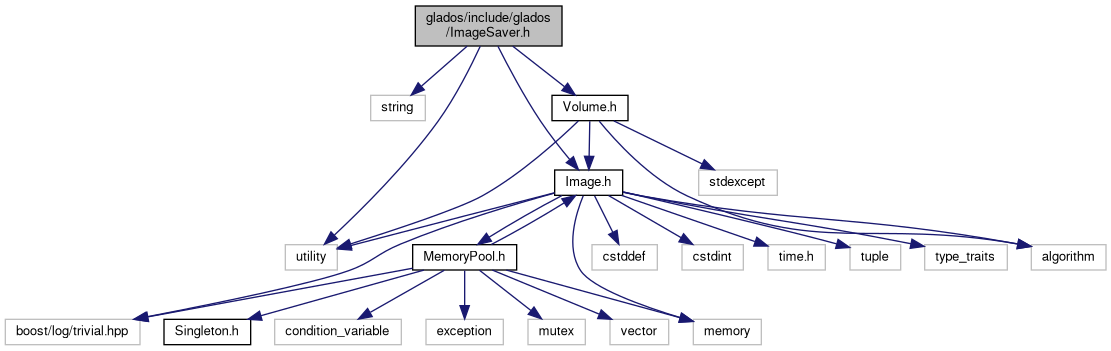 glados/include/glados
/ImageSaver.h
string
Volume.h
Image.h
stdexcept
utility
MemoryPool.h
cstddef
cstdint
time.h
tuple
type_traits
algorithm
boost/log/trivial.hpp
Singleton.h
condition_variable
exception
mutex
vector
memory